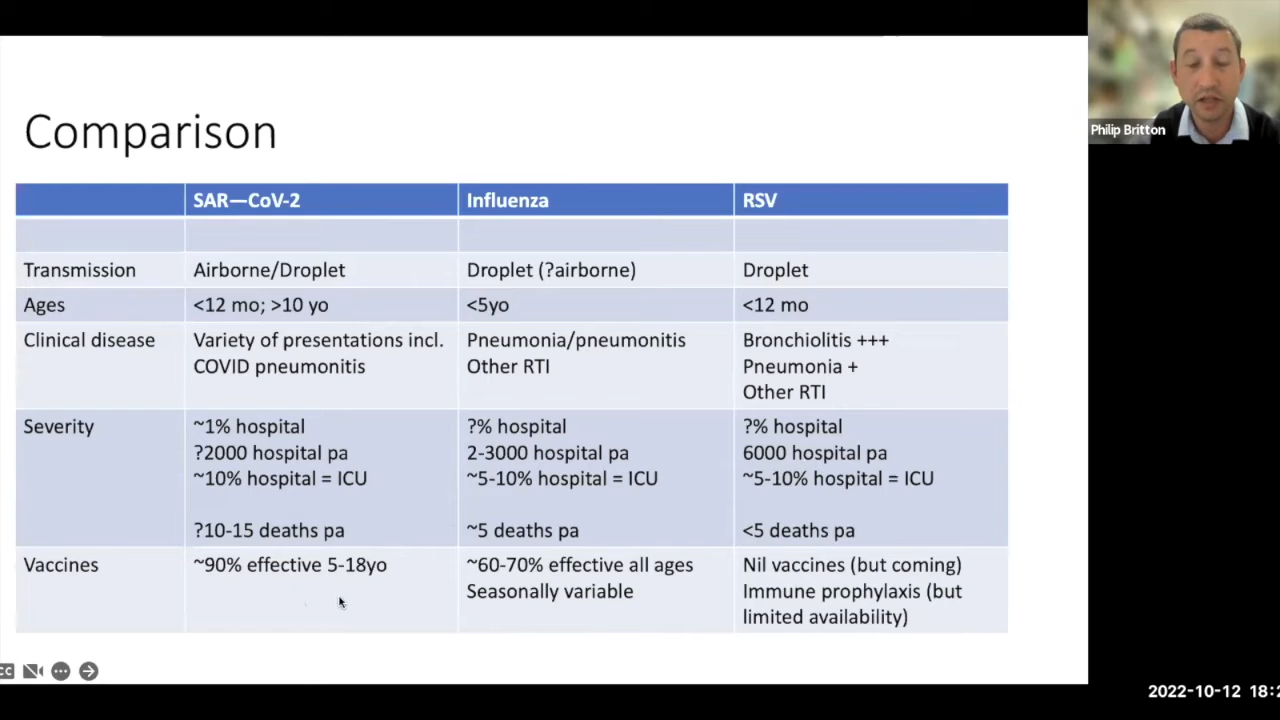 Philip Britton
Comparison
SAR—CoV-2 Influenza RSV
Transmission Airborne/Droplet Droplet (?airborne) Droplet
Ages <12 mo; >10 yo <5yo <12 mo
Clinical disease Variety of presentations incl. Pneumonia/pneumonitis Bronchiolitis +++
COVID pneumonitis Other RTI Pneumonia +
Other RTI
Severity ~1% hospital ?% hospital ?% hospital
?2000 hospital pa 2-3000 hospital pa 6000 hospital pa
~10% hospital = ICU ~5-10% hospital = ICU ~5-10% hospital = ICU
?10-15 deaths pa ~5 deaths pa <5 deaths pa
Vaccines ~90% effective 5-18yo ~60-70% effective all ages Nil vaccines (but coming)
Seasonally variable Immune prophylaxis (but
limited availability)
CC
2022-10-12 18:2